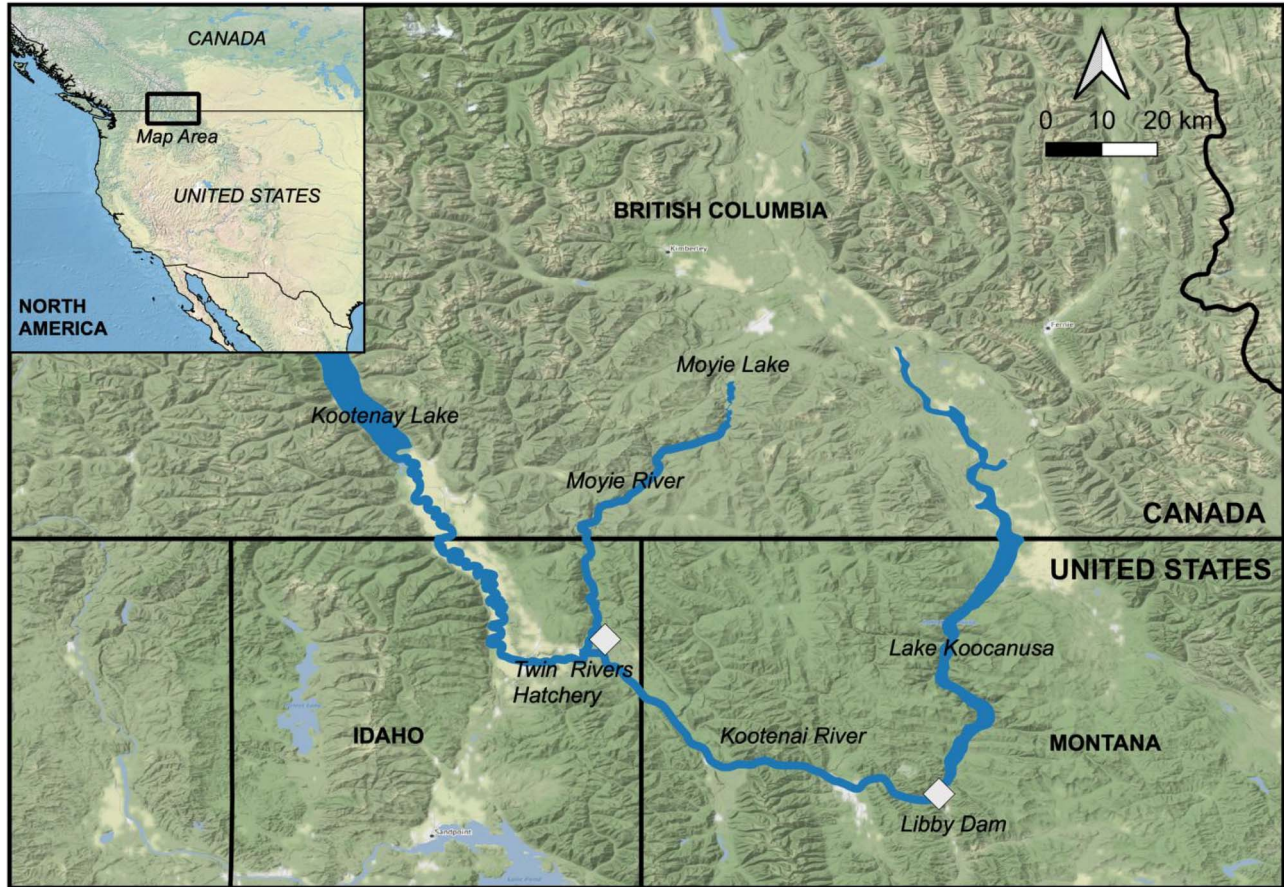 CANADA
Map Area
UNITED STATES
NORTH
AMERICA
0 10 20 km
BRITISH COLUMBIA
Kimberley
Fernie
Moyie Lake
Kootenay Lake
Moyie River
CANADA
UNITED STATES
Twin Rivers
Hatchery
Lake Koocanusa
IDAHO
Kootenai River
MONTANA
Libby Dam
Sandpoint